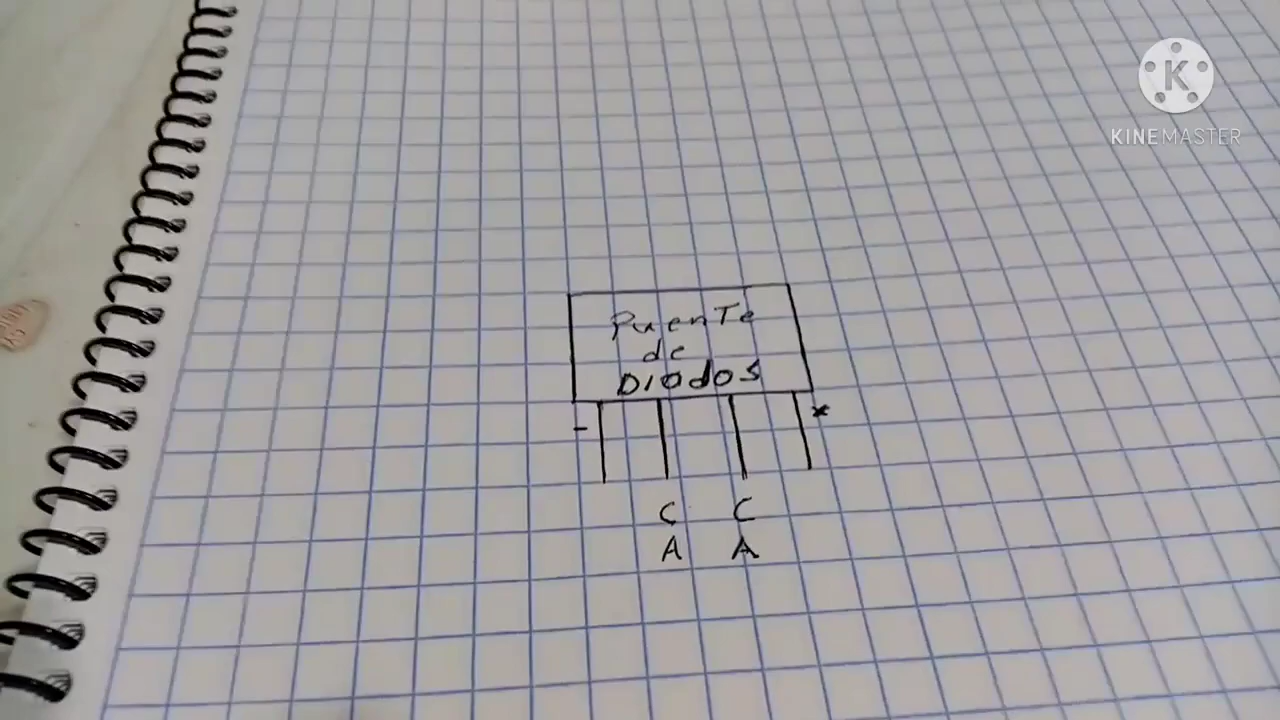 K
KINEMASTER
Puente
de
DIodos
- +
C C
A A